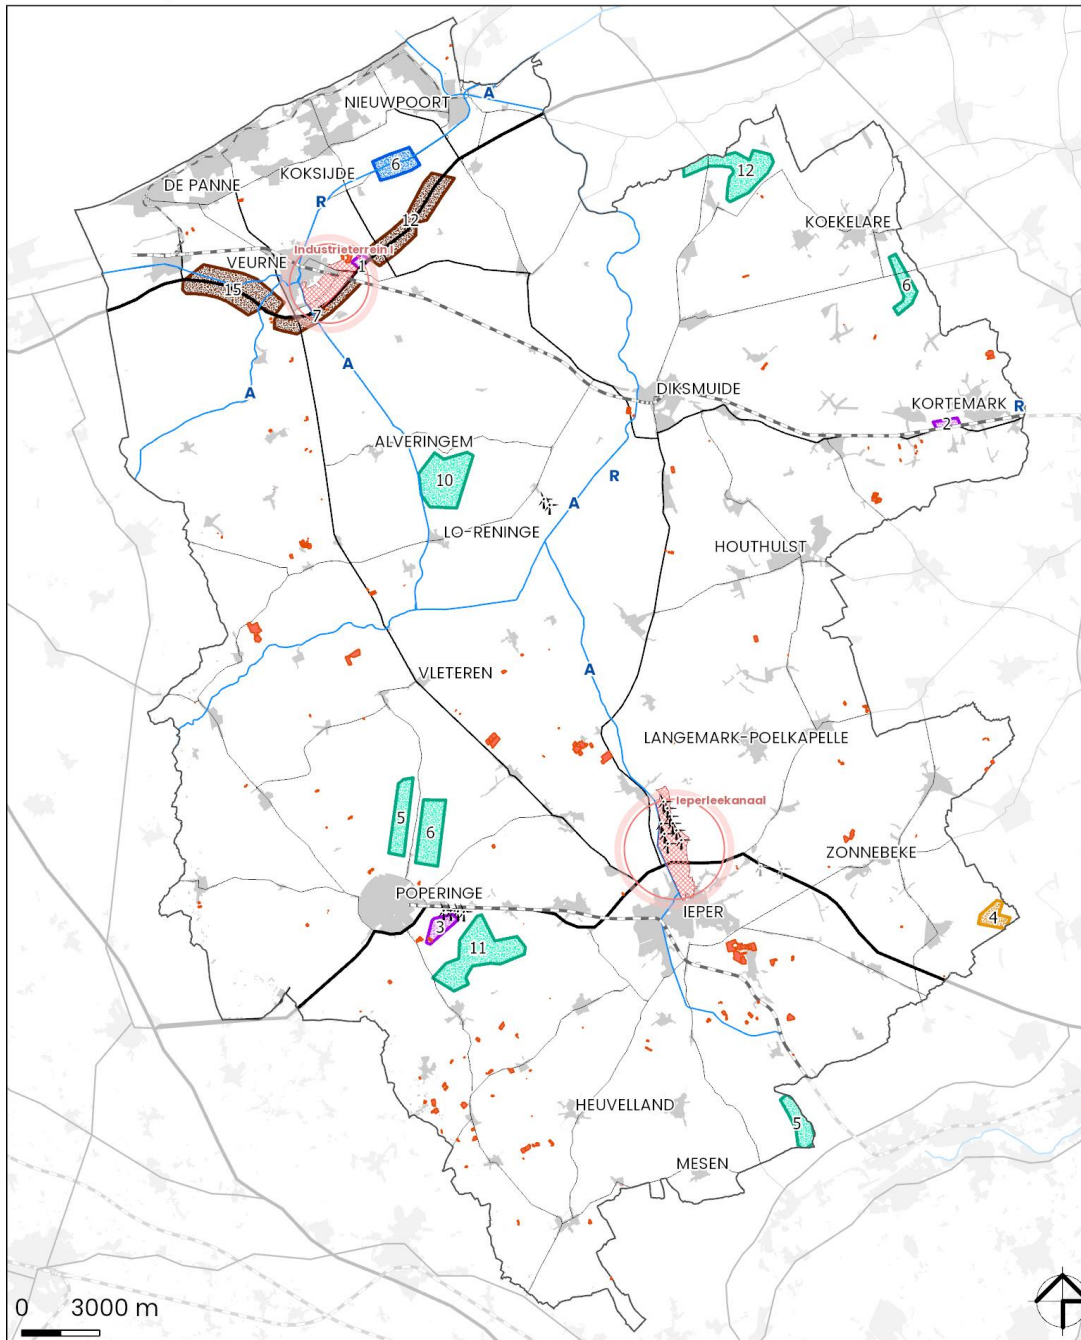 NIEUWPOORT
A
6
KOKSIJDE
DE PANNE
R
12
12
KOEKELARE
Industrieterrein I
VEURNE
1
15
7
6
A
A
DIKSMUIDE
KORTEMARK
R
2
ALVERINGEM
10
R
A
LO-RENINGE
HOUTHULST
A
VLETEREN
LANGEMARK-POELKAPELLE
Ieperleekanaal
5
6
ZONNEBEKE
POPERINGE
IEPER
4
3
11
HEUVELLAND
5
MESEN
0 3000 m